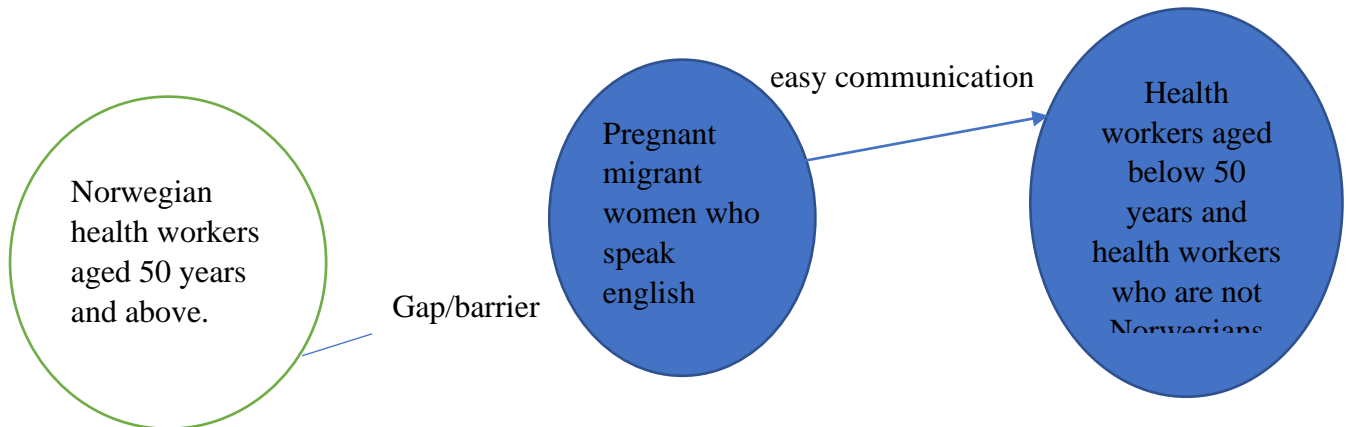 Norwegian
health workers
aged 50 years
and above.
Gap/barrier
Pregnant
migrant
women who
speak
english
easy communication
Health
workers aged
below 50
years and
health workers
who are not
Norwegians